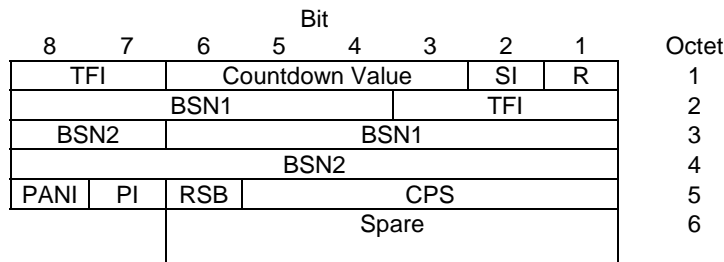 Bit
8 7 6 5 4 3 2 1 Octet
TFI Countdown Value SI R 1
BSN1 TFI 2
BSN2 BSN1 3
BSN2 4
PANI PI RSB CPS 5
Spare 6